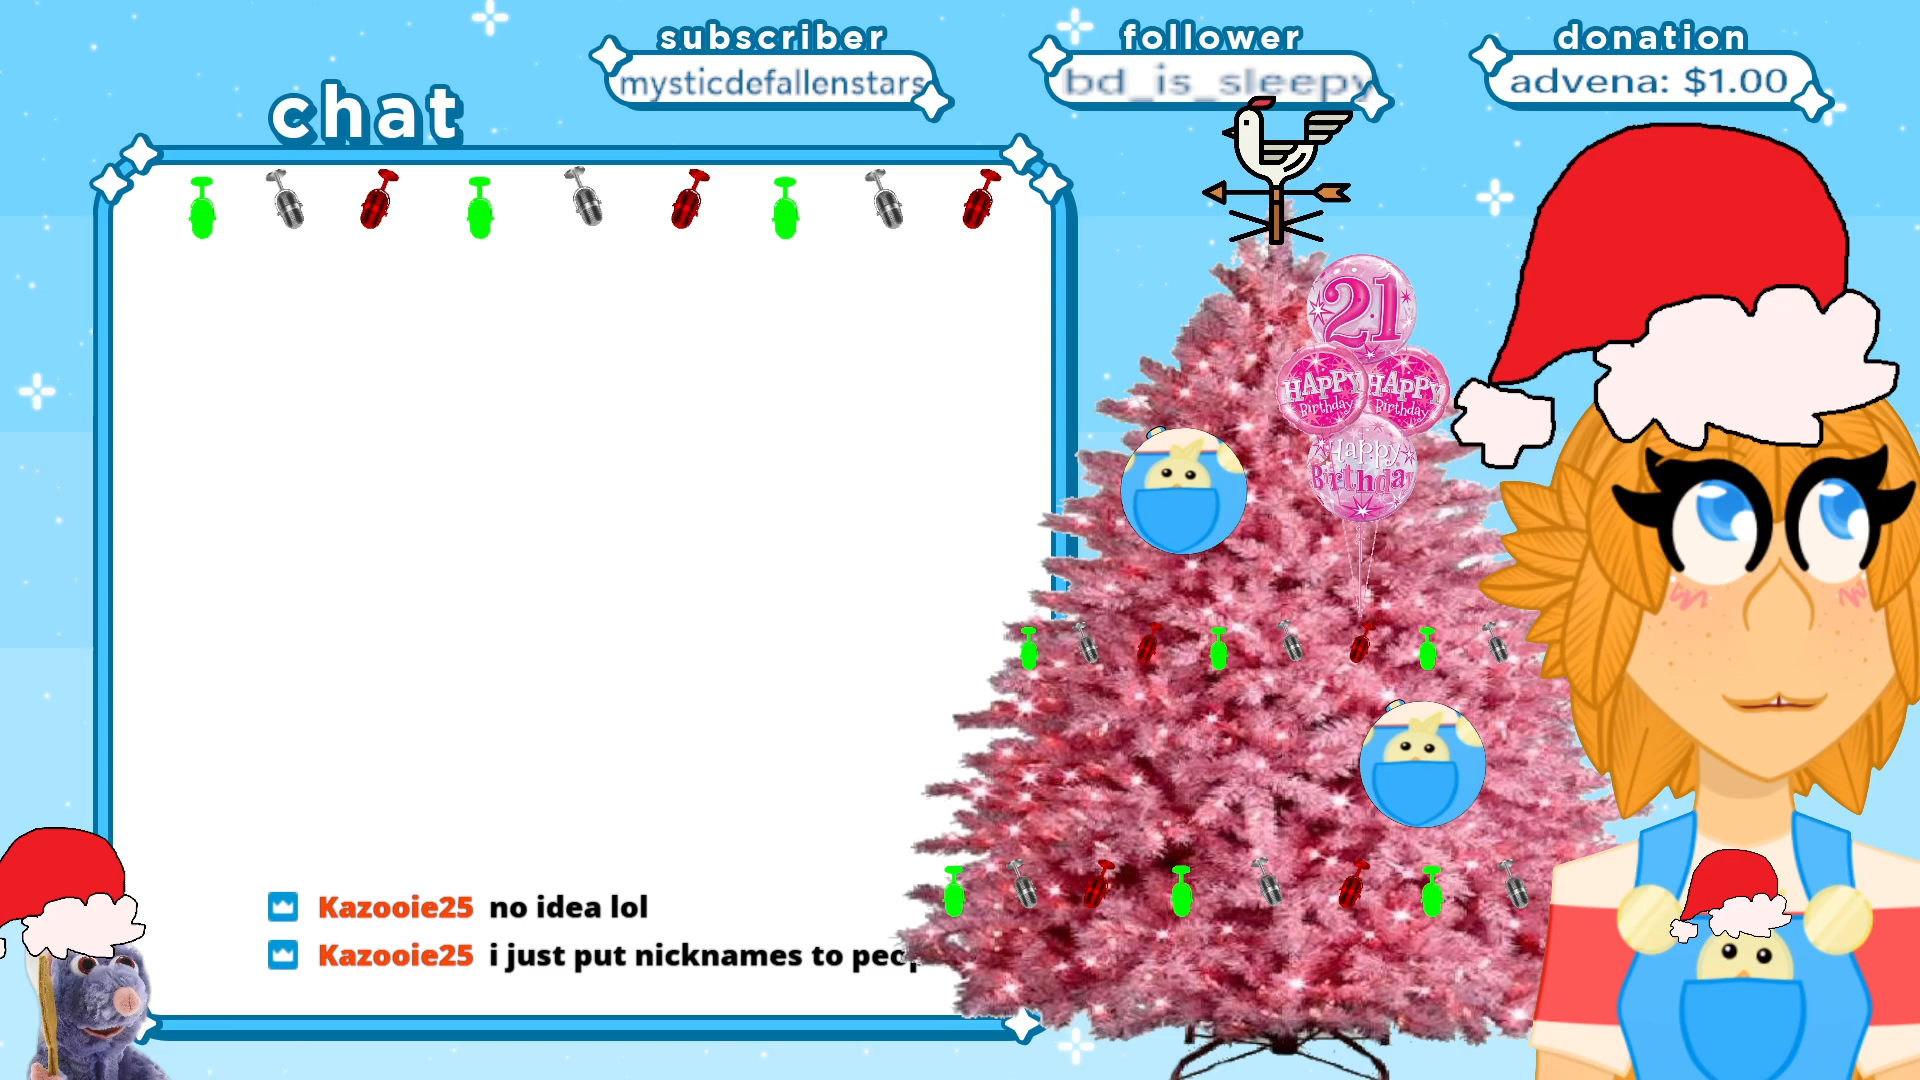 subscriber
mysticdefallenstars
follower
bd_is_sleepy
donation
advena: $1.00
chat
21
HAPPY
Birthday
HAPPY
Birthday
Happy
Birthday
Kazooie25 no idea lol
Kazooie25 i just put nicknames to